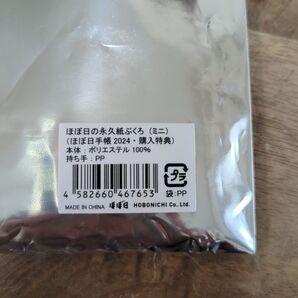 ほぼ日の永久紙ぶくろ（ミニ）
（ほぼ日手帳 2024・購入特典）
本体：ポリエステル 100%
持ち手：PP
プラ
4 582660 467653
袋:PP
MADE IN CHINA ほぼ日 HOBONICHI Co., Ltd.